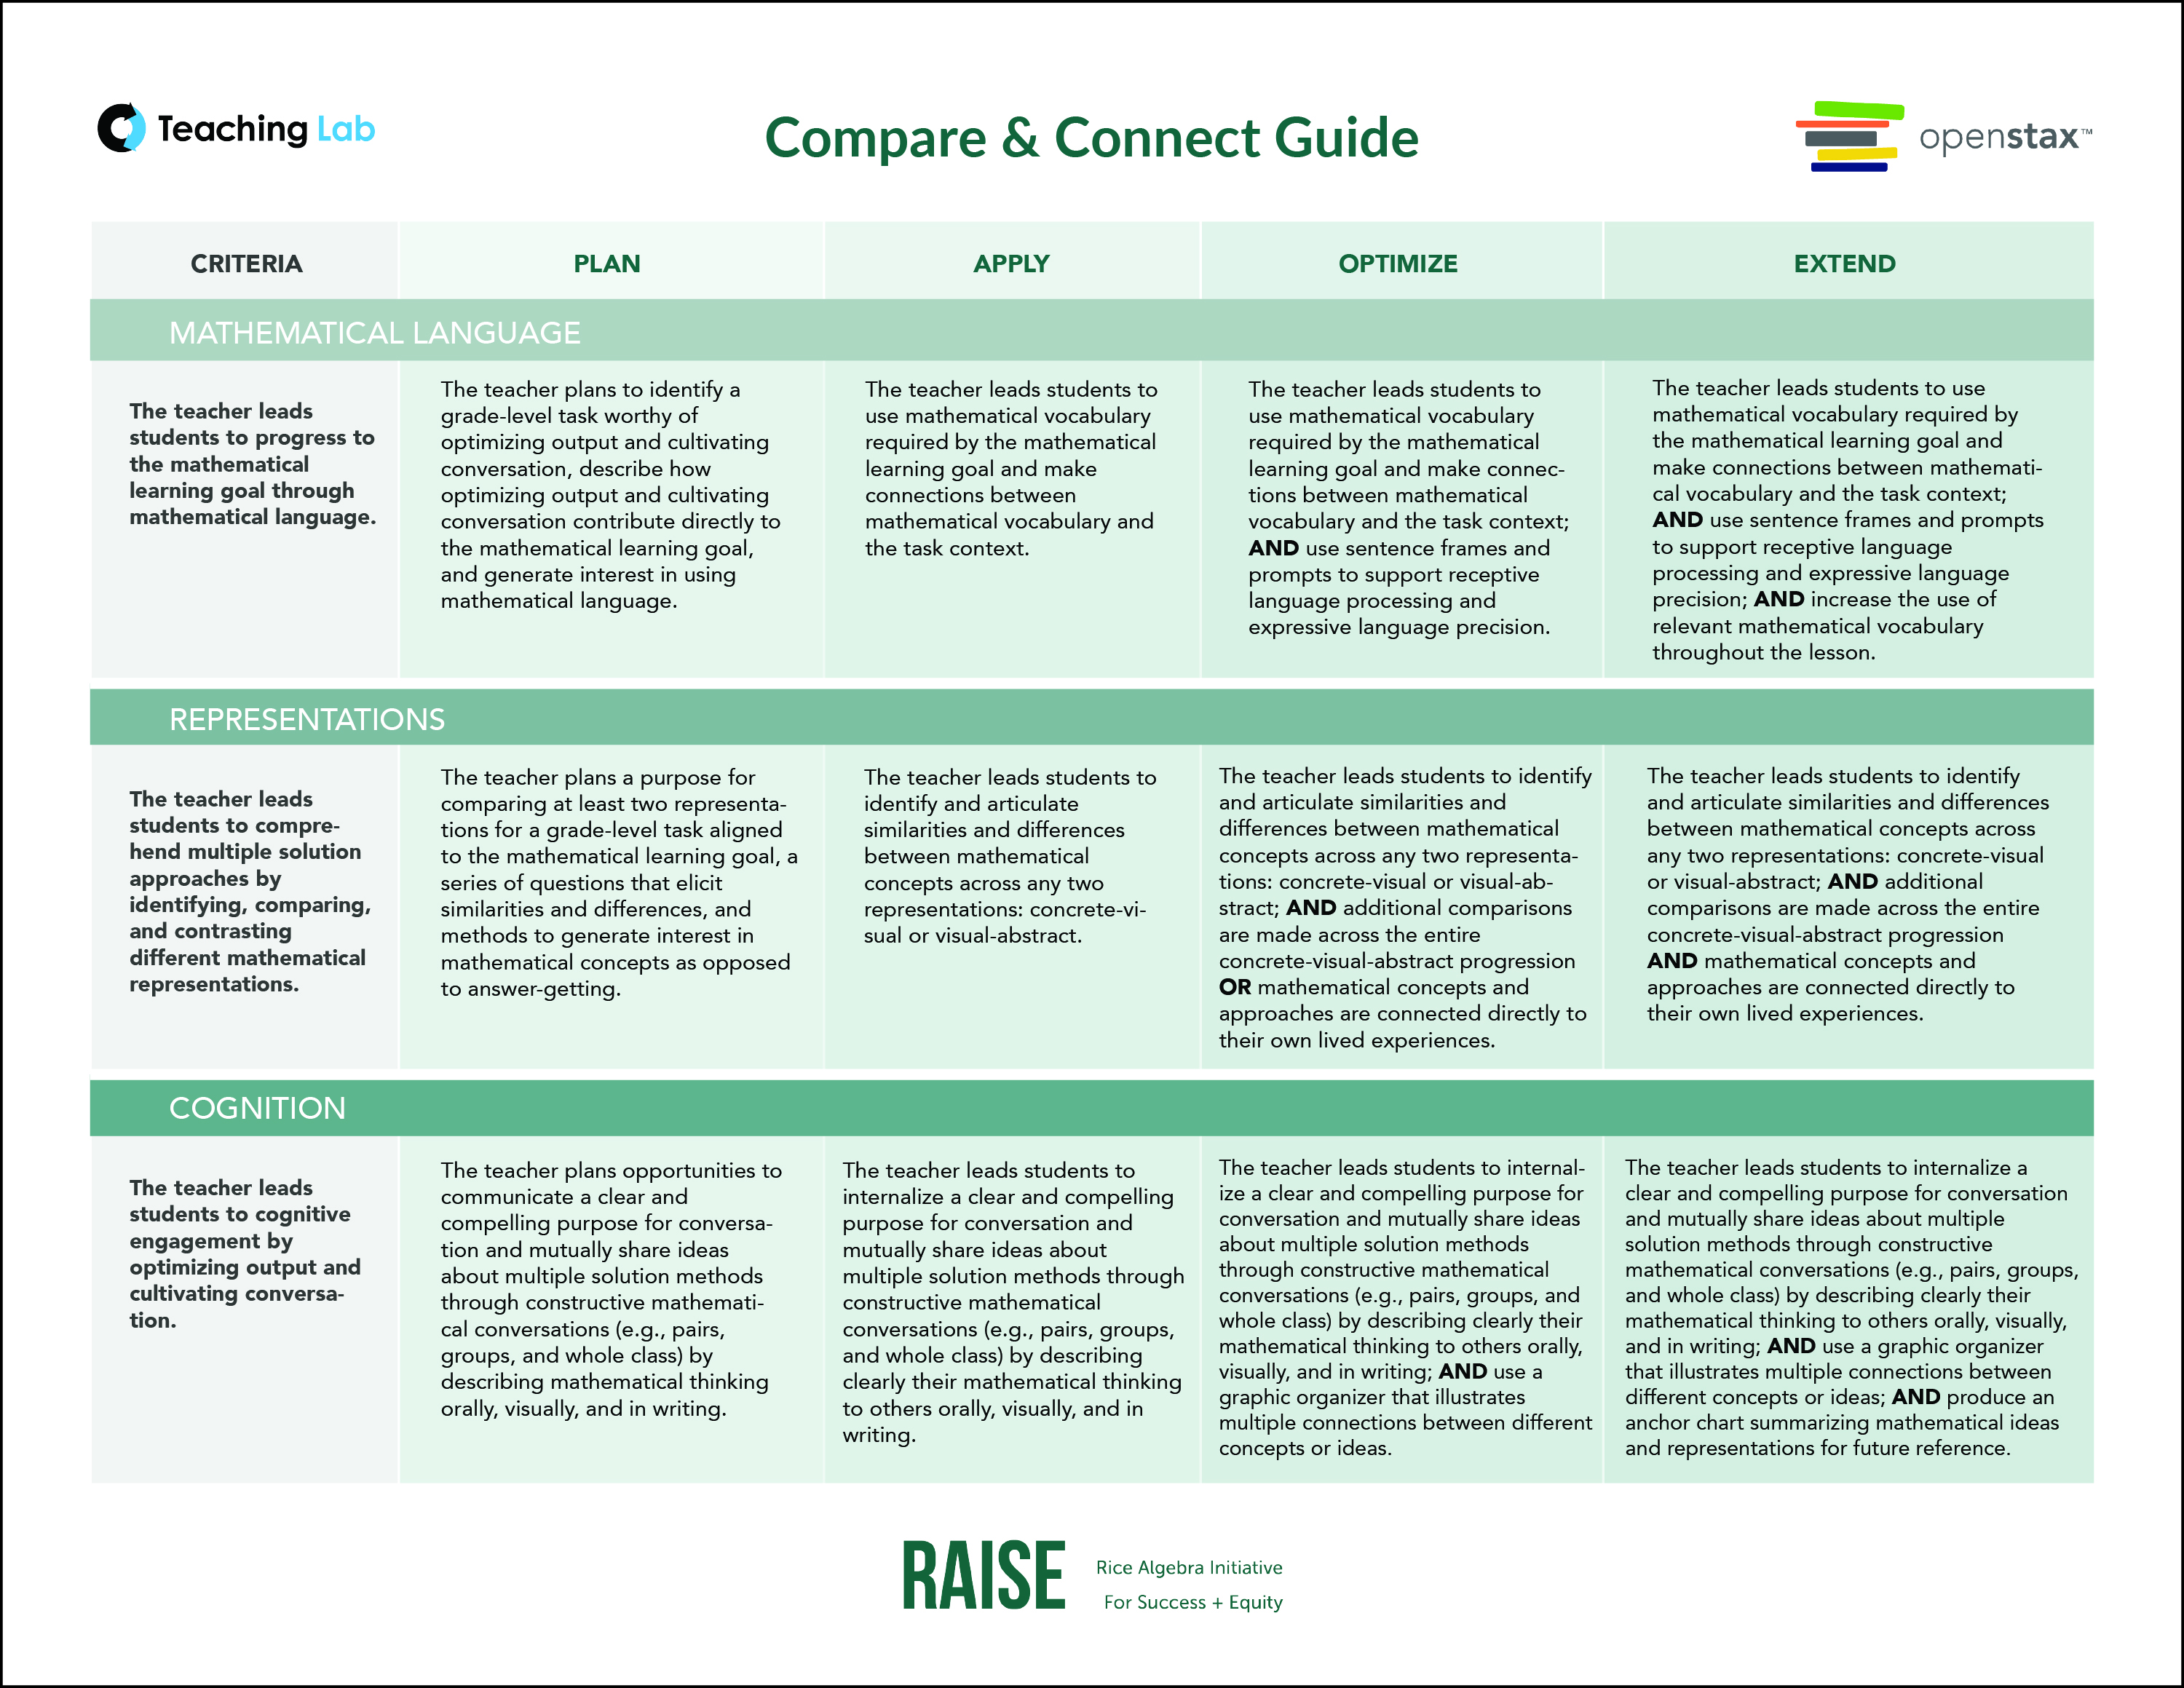 Teaching Lab
Compare & Connect Guide
openstax™
CRITERIA
PLAN
APPLY
OPTIMIZE
EXTEND
MATHEMATICAL LANGUAGE
The teacher leads
students to progress to
the mathematical
learning goal through
mathematical language.
The teacher plans to identify a
grade-level task worthy of
optimizing output and cultivating
conversation, describe how
optimizing output and cultivating
conversation contribute directly to
the mathematical learning goal,
and generate interest in using
mathematical language.
The teacher leads students to
use mathematical vocabulary
required by the mathematical
learning goal and make
connections between
mathematical vocabulary and
the task context.
The teacher leads students to
use mathematical vocabulary
required by the mathematical
learning goal and make connec-
tions between mathematical
vocabulary and the task context;
AND use sentence frames and
prompts to support receptive
language processing and
expressive language precision.
The teacher leads students to use
mathematical vocabulary required by
the mathematical learning goal and
make connections between mathemati-
cal vocabulary and the task context;
AND use sentence frames and prompts
to support receptive language
processing and expressive language
precision; AND increase the use of
relevant mathematical vocabulary
throughout the lesson.
REPRESENTATIONS
The teacher leads
students to compre-
hend multiple solution
approaches by
identifying, comparing,
and contrasting
different mathematical
representations.
The teacher plans a purpose for
comparing at least two representa-
tions for a grade-level task aligned
to the mathematical learning goal, a
series of questions that elicit
similarities and differences, and
methods to generate interest in
mathematical concepts as opposed
to answer-getting.
The teacher leads students to
identify and articulate
similarities and differences
between mathematical
concepts across any two
representations: concrete-vi-
sual or visual-abstract.
The teacher leads students to identify
and articulate similarities and
differences between mathematical
concepts across any two representa-
tions: concrete-visual or visual-ab-
stract; AND additional comparisons
are made across the entire
concrete-visual-abstract progression
OR mathematical concepts and
approaches are connected directly to
their own lived experiences.
The teacher leads students to identify
and articulate similarities and differences
between mathematical concepts across
any two representations: concrete-visual
or visual-abstract; AND additional
comparisons are made across the entire
concrete-visual-abstract progression
AND mathematical concepts and
approaches are connected directly to
their own lived experiences.
COGNITION
The teacher leads
students to cognitive
engagement by
optimizing output and
cultivating conversa-
tion.
The teacher plans opportunities to
communicate a clear and
compelling purpose for conversa-
tion and mutually share ideas
about multiple solution methods
through constructive mathemati-
cal conversations (e.g., pairs,
groups, and whole class) by
describing mathematical thinking
orally, visually, and in writing.
The teacher leads students to
internalize a clear and compelling
purpose for conversation and
mutually share ideas about
multiple solution methods through
constructive mathematical
conversations (e.g., pairs, groups,
and whole class) by describing
clearly their mathematical thinking
to others orally, visually, and in
writing.
The teacher leads students to internal-
ize a clear and compelling purpose for
conversation and mutually share ideas
about multiple solution methods
through constructive mathematical
conversations (e.g., pairs, groups, and
whole class) by describing clearly their
mathematical thinking to others orally,
visually, and in writing; AND use a
graphic organizer that illustrates
multiple connections between different
concepts or ideas.
The teacher leads students to internalize a
clear and compelling purpose for conversation
and mutually share ideas about multiple
solution methods through constructive
mathematical conversations (e.g., pairs, groups,
and whole class) by describing clearly their
mathematical thinking to others orally, visually,
and in writing; AND use a graphic organizer
that illustrates multiple connections between
different concepts or ideas; AND produce an
anchor chart summarizing mathematical ideas
and representations for future reference.
RAISE
Rice Algebra Initiative
For Success + Equity